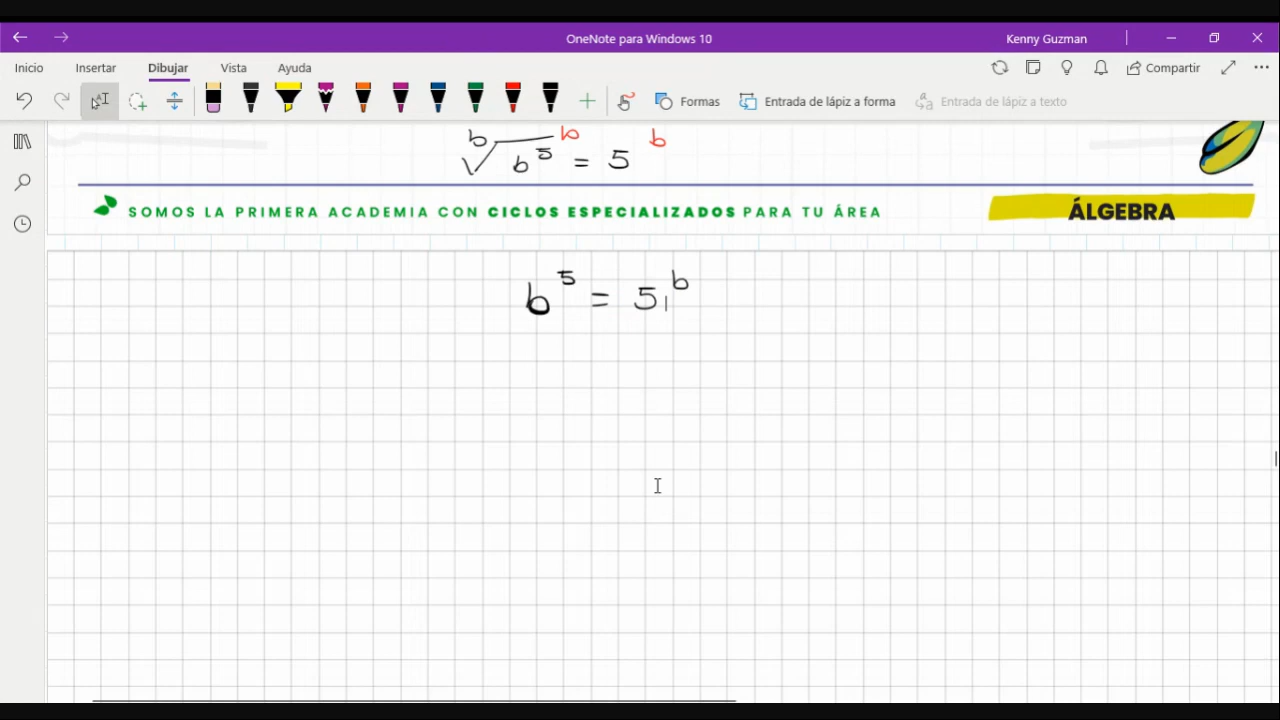 OneNote para Windows 10
Kenny Guzman
Inicio Insertar Dibujar Vista Ayuda
Compartir
Formas Entrada de lápiz a forma Entrada de lápiz a texto
ᵇ√b⁵ ᵇ = 5 ᵇ
SOMOS LA PRIMERA ACADEMIA CON CICLOS ESPECIALIZADOS PARA TU ÁREA
ÁLGEBRA
b⁵ = 5ᵇ